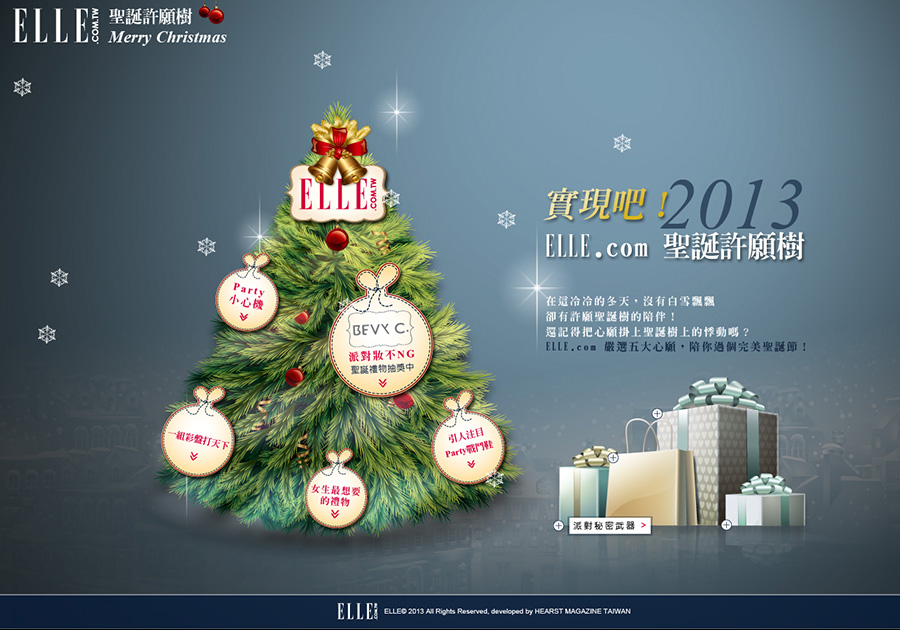 ELLE.COM.TW
聖誕許願樹
Merry Christmas
ELLE.COM.TW
Party
小心機
BEVY C.
派對妝不NG
聖誕禮物抽獎中
一組彩盤打天下
引人注目
Party戰鬥鞋
女生最想要
的禮物
實現吧！2013
ELLE.com 聖誕許願樹
在這冷冷的冬天，沒有白雪飄飄
卻有許願聖誕樹的陪伴！
還記得把心願掛上聖誕樹上的悸動嗎？
ELLE.com 嚴選五大心願，陪你過個完美聖誕節！
派對秘密武器 >
ELLE.COM.TW ELLE© 2013 All Rights Reserved, developed by HEARST MAGAZINE TAIWAN